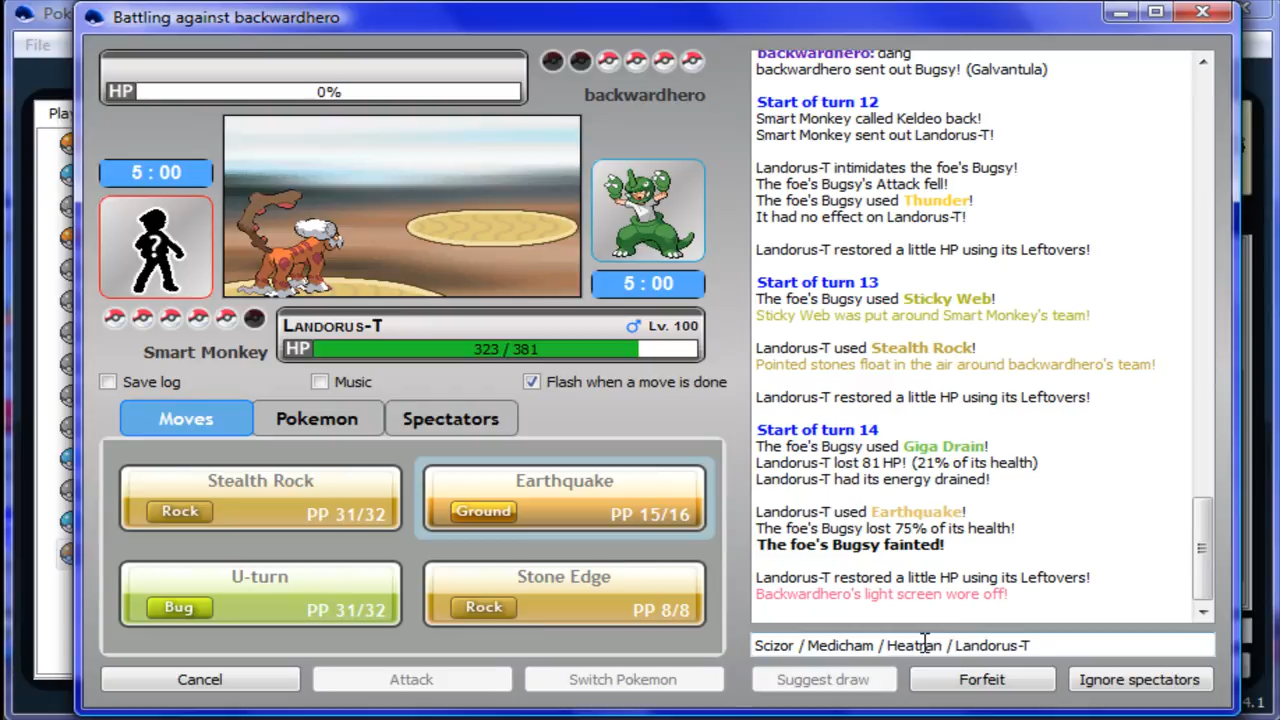 Pok
Battling against backwardhero
File
Play
HP 0%
backwardhero
5 : 00
5 : 00
LANDORUS-T ♂ Lv. 100
HP 323 / 381
Smart Monkey
Save log
Music
Flash when a move is done
Moves
Pokemon
Spectators
Stealth Rock
Rock PP 31/32
Earthquake
Ground PP 15/16
U-turn
Bug PP 31/32
Stone Edge
Rock PP 8/8
Cancel
Attack
Switch Pokemon
backwardhero: dang
backwardhero sent out Bugsy! (Galvantula)
Start of turn 12
Smart Monkey called Keldeo back!
Smart Monkey sent out Landorus-T!
Landorus-T intimidates the foe's Bugsy!
The foe's Bugsy's Attack fell!
The foe's Bugsy used Thunder!
It had no effect on Landorus-T!
Landorus-T restored a little HP using its Leftovers!
Start of turn 13
The foe's Bugsy used Sticky Web!
Sticky Web was put around Smart Monkey's team!
Landorus-T used Stealth Rock!
Pointed stones float in the air around backwardhero's team!
Landorus-T restored a little HP using its Leftovers!
Start of turn 14
The foe's Bugsy used Giga Drain!
Landorus-T lost 81 HP! (21% of its health)
Landorus-T had its energy drained!
Landorus-T used Earthquake!
The foe's Bugsy lost 75% of its health!
The foe's Bugsy fainted!
Landorus-T restored a little HP using its Leftovers!
Backwardhero's light screen wore off!
Scizor / Medicham / Heatran / Landorus-T
Suggest draw
Forfeit
Ignore spectators
4.1